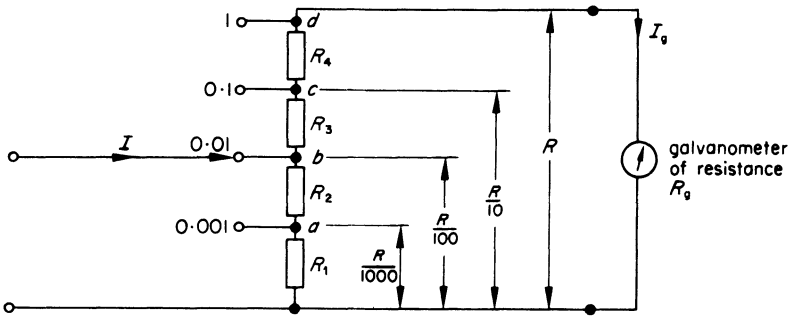 1
d
I_g
R_4
0·1
c
R_3
R
galvanometer
of resistance
R_g
I
0·01
b
R/10
R_2
R/100
0·001
a
R/1000
R_1